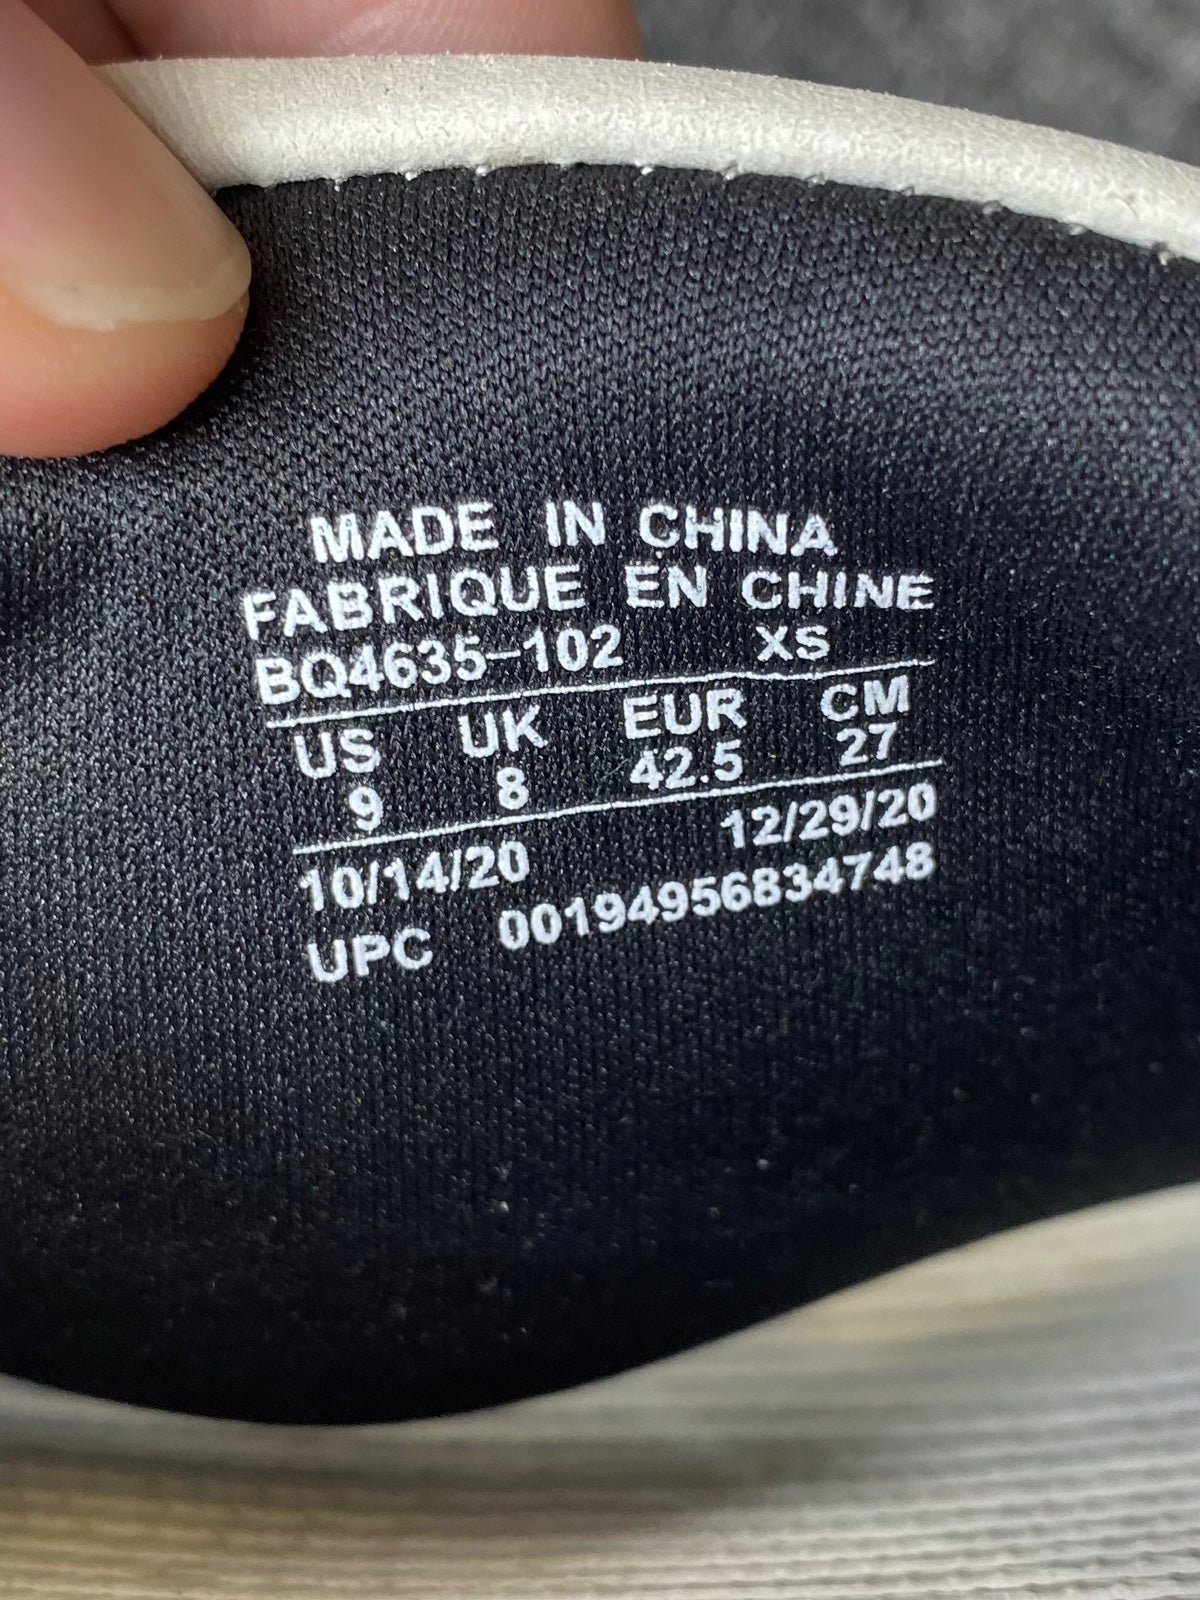 MADE IN CHINA
FABRIQUE EN CHINE
BQ4635-102 XS
US UK EUR CM
9 8 42.5 27
10/14/20 12/29/20
UPC 00194956834748